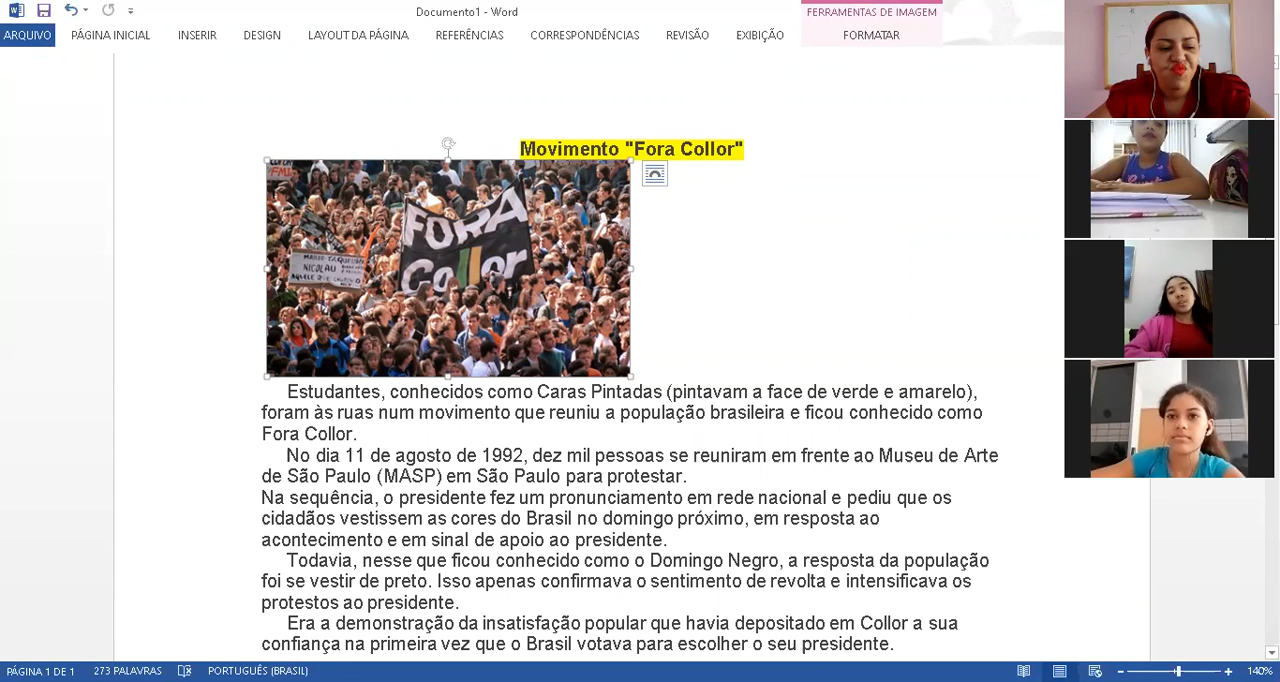 Documento1 - Word
FERRAMENTAS DE IMAGEM
ARQUIVO PÁGINA INICIAL INSERIR DESIGN LAYOUT DA PÁGINA REFERÊNCIAS CORRESPONDÊNCIAS REVISÃO EXIBIÇÃO FORMATAR
Movimento "Fora Collor"
FORA
Collor
NICOLAU
Estudantes, conhecidos como Caras Pintadas (pintavam a face de verde e amarelo),
foram às ruas num movimento que reuniu a população brasileira e ficou conhecido como
Fora Collor.
No dia 11 de agosto de 1992, dez mil pessoas se reuniram em frente ao Museu de Arte
de São Paulo (MASP) em São Paulo para protestar.
Na sequência, o presidente fez um pronunciamento em rede nacional e pediu que os
cidadãos vestissem as cores do Brasil no domingo próximo, em resposta ao
acontecimento e em sinal de apoio ao presidente.
Todavia, nesse que ficou conhecido como o Domingo Negro, a resposta da população
foi se vestir de preto. Isso apenas confirmava o sentimento de revolta e intensificava os
protestos ao presidente.
Era a demonstração da insatisfação popular que havia depositado em Collor a sua
confiança na primeira vez que o Brasil votava para escolher o seu presidente.
PÁGINA 1 DE 1 273 PALAVRAS PORTUGUÊS (BRASIL) 140%